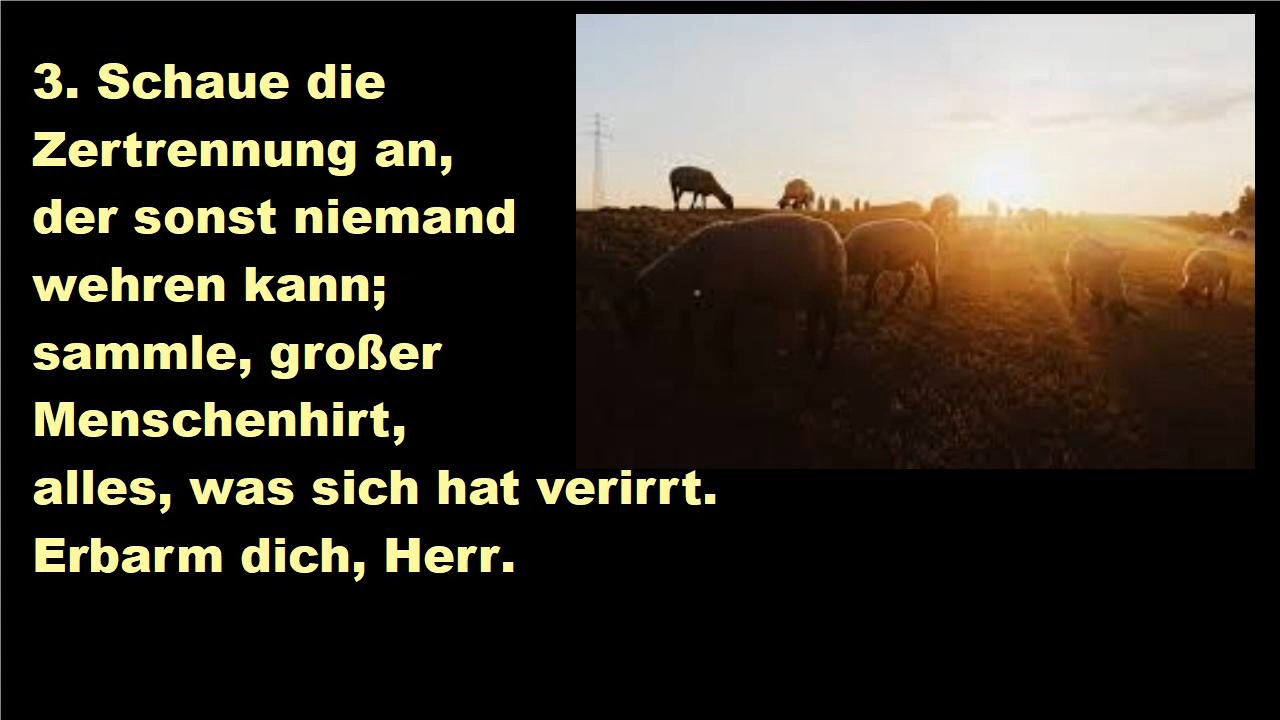 3. Schaue die
Zertrennung an,
der sonst niemand
wehren kann;
sammle, großer
Menschenhirt,
alles, was sich hat verirrt.
Erbarm dich, Herr.